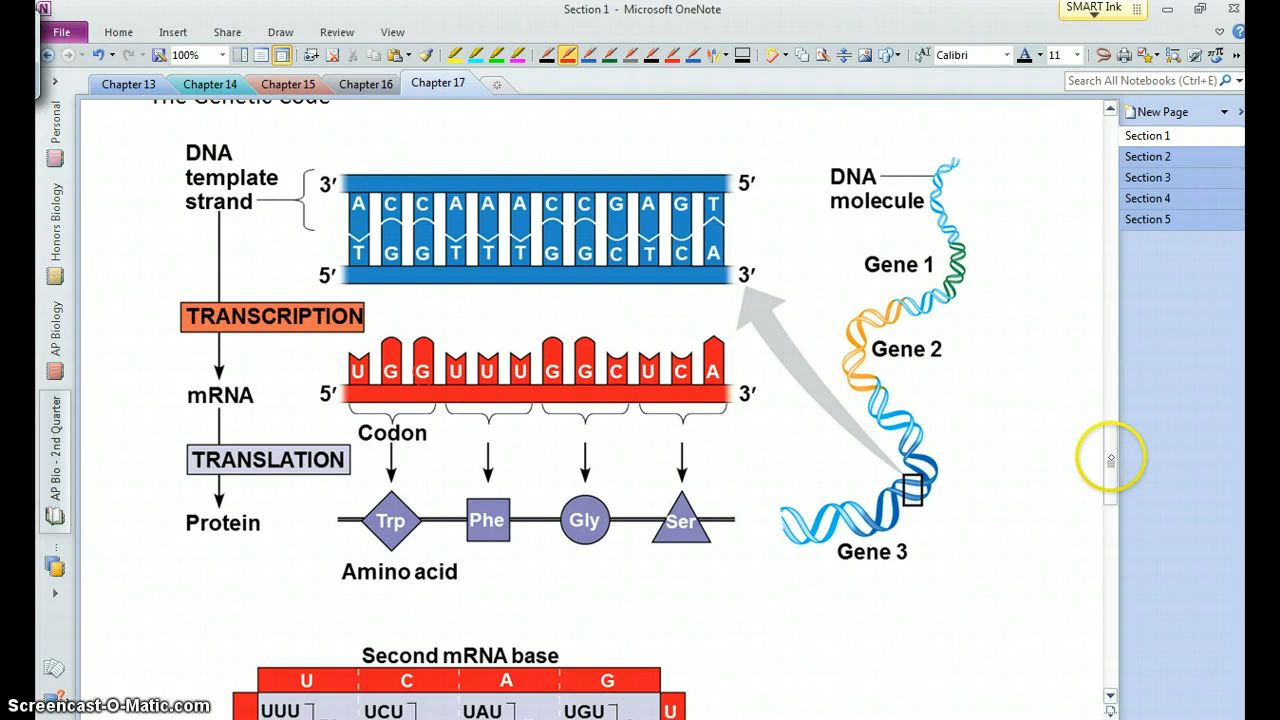 Section 1 - Microsoft OneNote
SMART Ink
File Home Insert Share Draw Review View
100%
Calibri 11
Chapter 13 Chapter 14 Chapter 15 Chapter 16 Chapter 17
Search All Notebooks (Ctrl+E)
Personal
Honors Biology
AP Biology
AP Bio - 2nd Quarter
New Page
Section 1
Section 2
Section 3
Section 4
Section 5
The Genetic Code
DNA
template
strand
3′ 5′
A C C A A A C C G A G T
T G G T T T G G C T C A
5′ 3′
TRANSCRIPTION
U G G U U U G G C U C A
mRNA
5′ 3′
Codon
TRANSLATION
Protein
Trp Phe Gly Ser
Amino acid
DNA
molecule
Gene 1
Gene 2
Gene 3
Second mRNA base
U C A G
UUU UCU UAU UGU U
Screencast-O-Matic.com